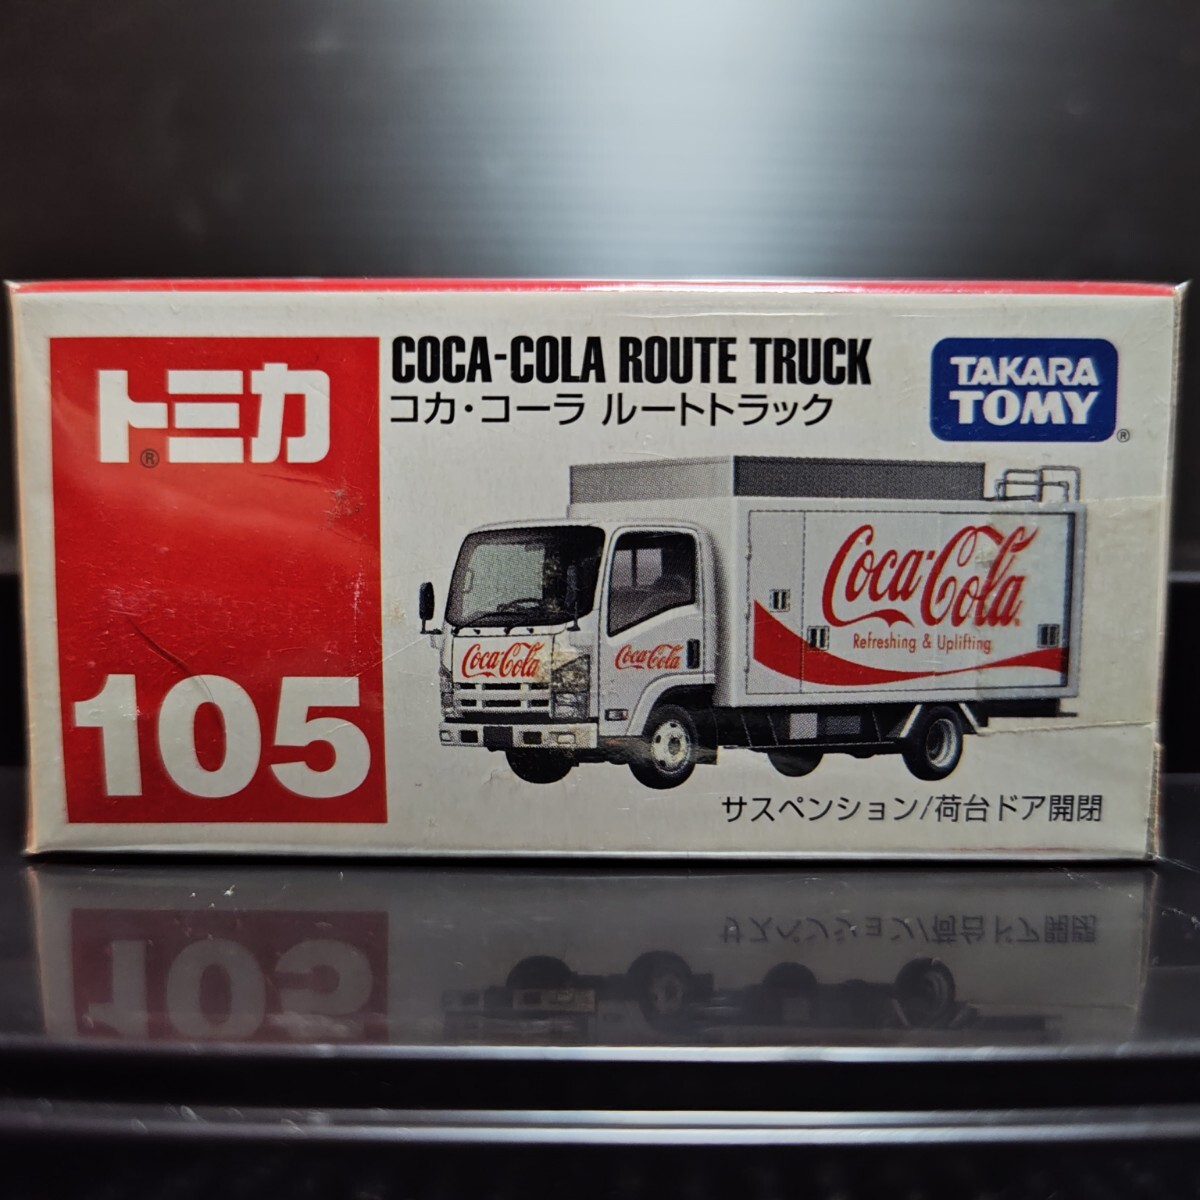 トミカ®
105
COCA-COLA ROUTE TRUCK
コカ・コーラ ルートトラック
TAKARA
TOMY®
Coca-Cola
Coca-Cola
Coca-Cola®
Refreshing & Uplifting
サスペンション/荷台ドア開閉